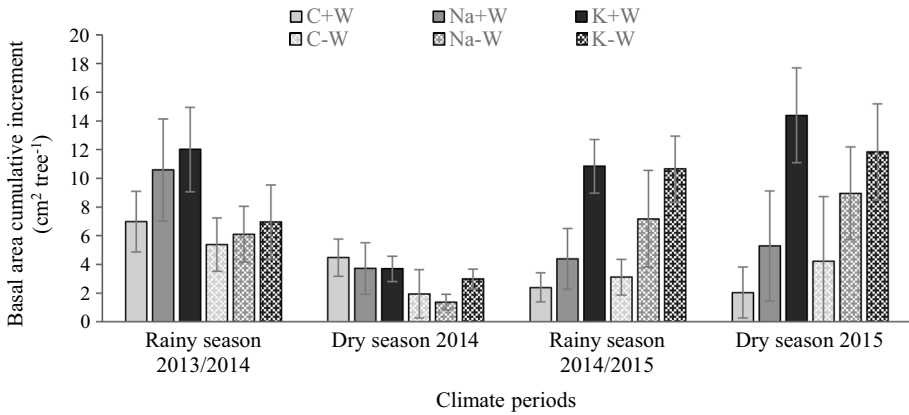 C+W Na+W K+W
C-W Na-W K-W
Basal area cumulative increment
(cm² tree⁻¹)
20
18
16
14
12
10
8
6
4
2
0
Rainy season
2013/2014
Dry season 2014
Rainy season
2014/2015
Dry season 2015
Climate periods